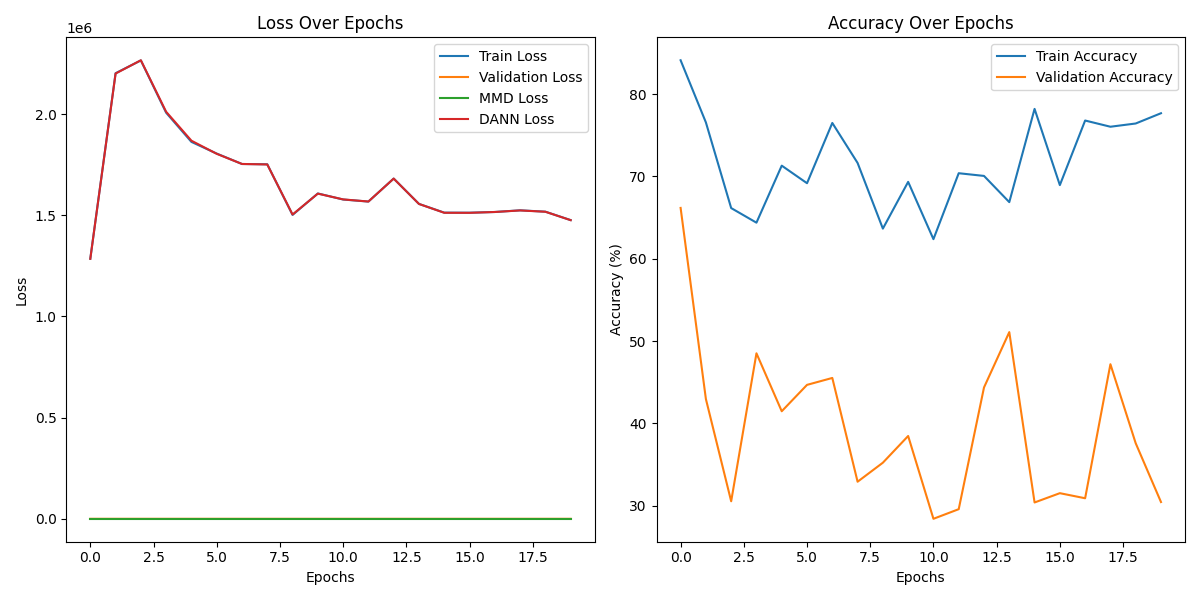 Loss Over Epochs
1e6
Train Loss
Validation Loss
MMD Loss
DANN Loss
2.0
1.5
1.0
0.5
0.0
Loss
0.0 2.5 5.0 7.5 10.0 12.5 15.0 17.5
Epochs
Accuracy Over Epochs
Train Accuracy
Validation Accuracy
80
70
60
50
40
30
Accuracy (%)
0.0 2.5 5.0 7.5 10.0 12.5 15.0 17.5
Epochs